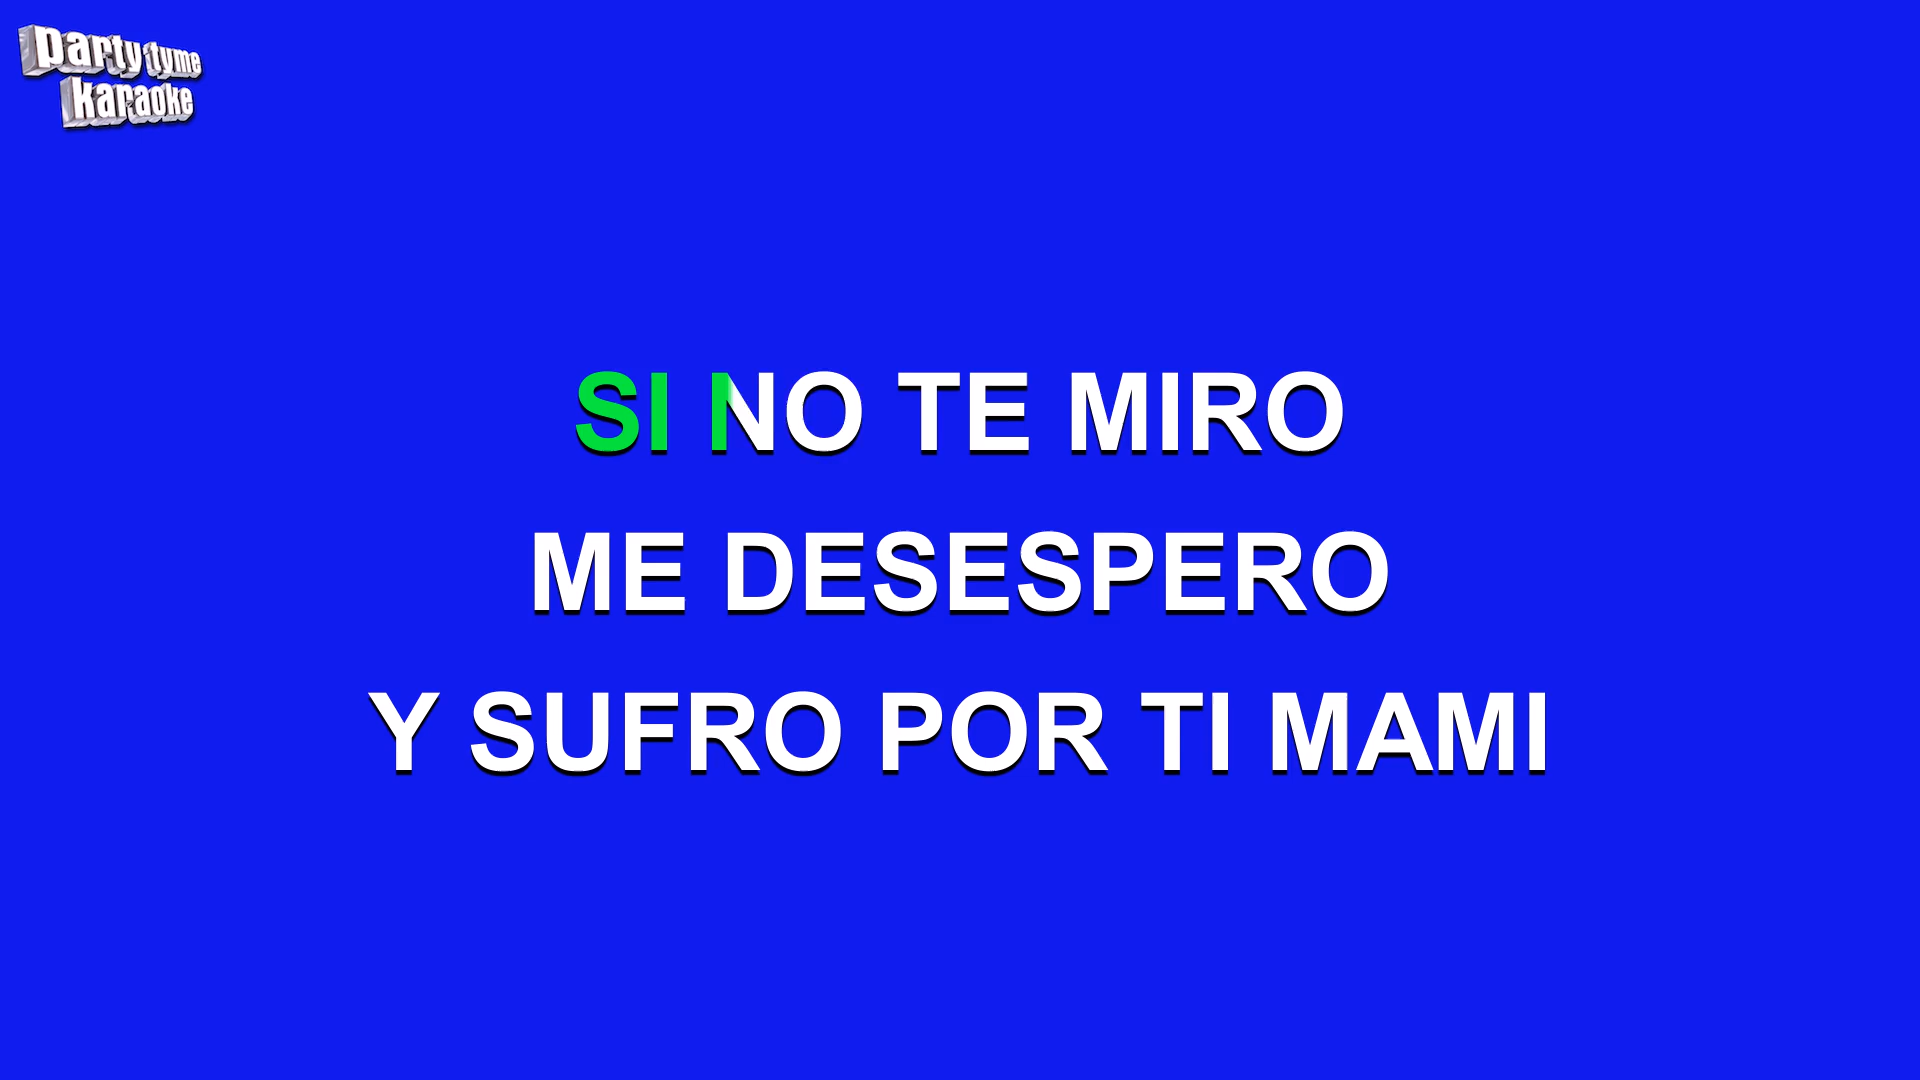 party tyme
karaoke
SI NO TE MIRO
ME DESESPERO
Y SUFRO POR TI MAMI